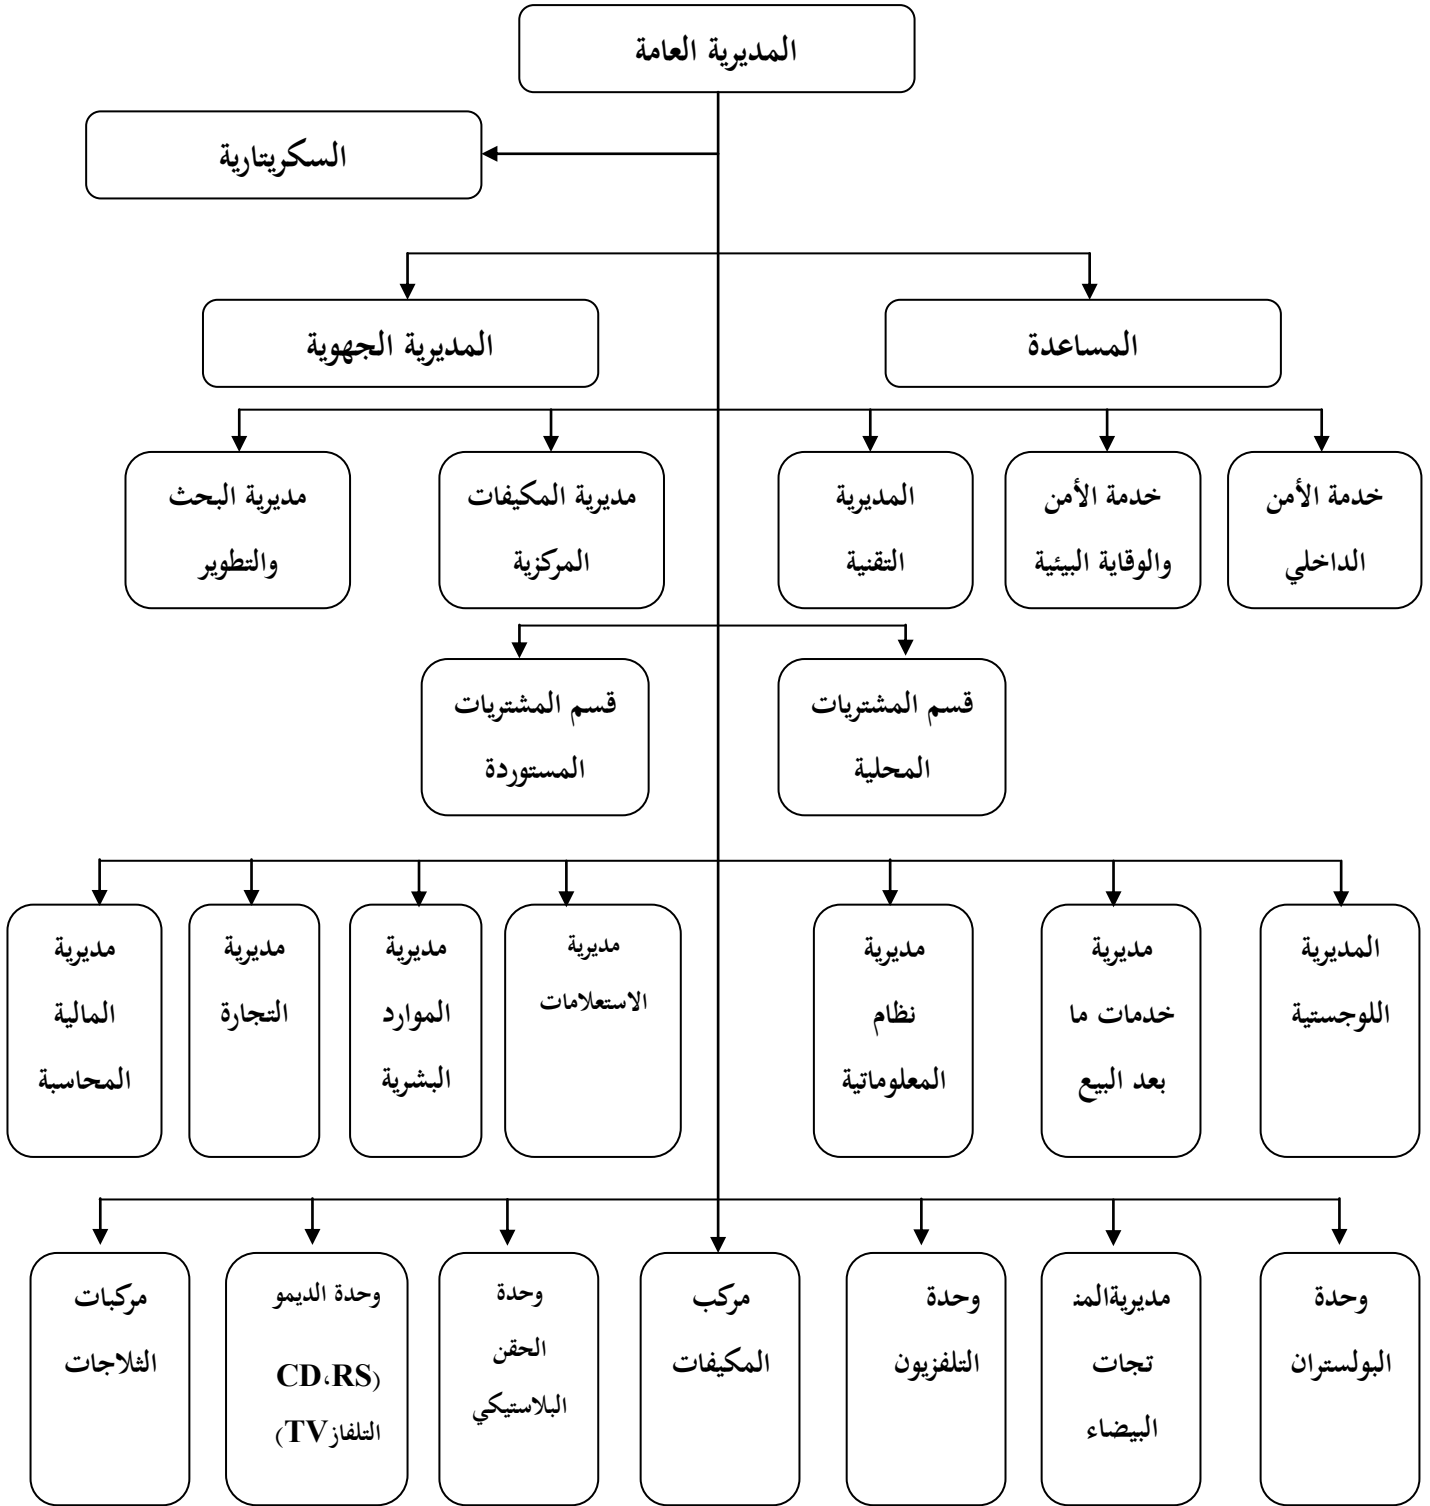 المديرية العامة
السكريتارية
المساعدة
المديرية الجهوية
خدمة الأمن
الداخلي
خدمة الأمن
والوقاية البيئية
المديرية
التقنية
مديرية المكيفات
المركزية
مديرية البحث
والتطوير
قسم المشتريات
المحلية
قسم المشتريات
المستوردة
المديرية
اللوجستية
مديرية
خدمات ما
بعد البيع
مديرية
نظام
المعلوماتية
مديرية
الاستعلامات
مديرية
الموارد
البشرية
مديرية
التجارة
مديرية
المالية
المحاسبة
وحدة
البولستران
مديريةالمنـ
تجات
البيضاء
وحدة
التلفزيون
مركب
المكيفات
وحدة
الحقن
البلاستيكي
وحدة الديمو
(CD،RS
التلفازTV)
مركبات
الثلاجات